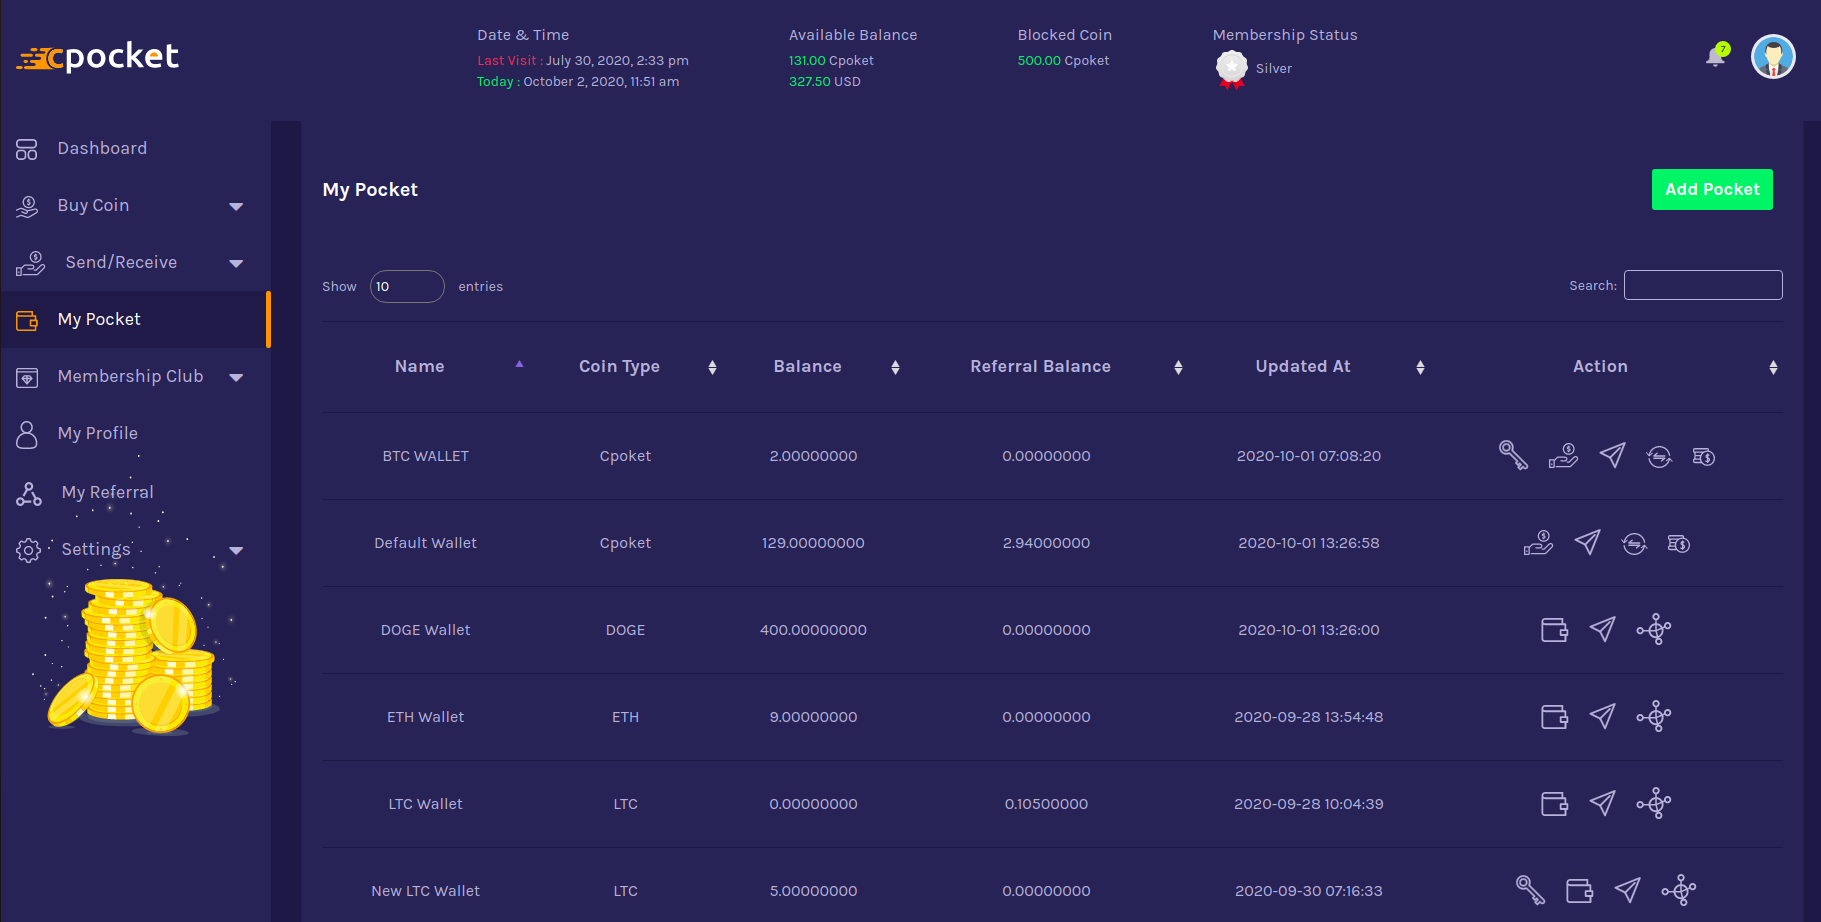 cpocket
Date & Time
Last Visit : July 30, 2020, 2:33 pm
Today : October 2, 2020, 11:51 am
Available Balance
131.00 Cpoket
327.50 USD
Blocked Coin
500.00 Cpoket
Membership Status
Silver
7
Dashboard
Buy Coin
Send/Receive
My Pocket
Membership Club
My Profile
My Referral
Settings
My Pocket
Add Pocket
Show 10 entries
Search:
Name Coin Type Balance Referral Balance Updated At Action
BTC WALLET Cpoket 2.00000000 0.00000000 2020-10-01 07:08:20
Default Wallet Cpoket 129.00000000 2.94000000 2020-10-01 13:26:58
DOGE Wallet DOGE 400.00000000 0.00000000 2020-10-01 13:26:00
ETH Wallet ETH 9.00000000 0.00000000 2020-09-28 13:54:48
LTC Wallet LTC 0.00000000 0.10500000 2020-09-28 10:04:39
New LTC Wallet LTC 5.00000000 0.00000000 2020-09-30 07:16:33